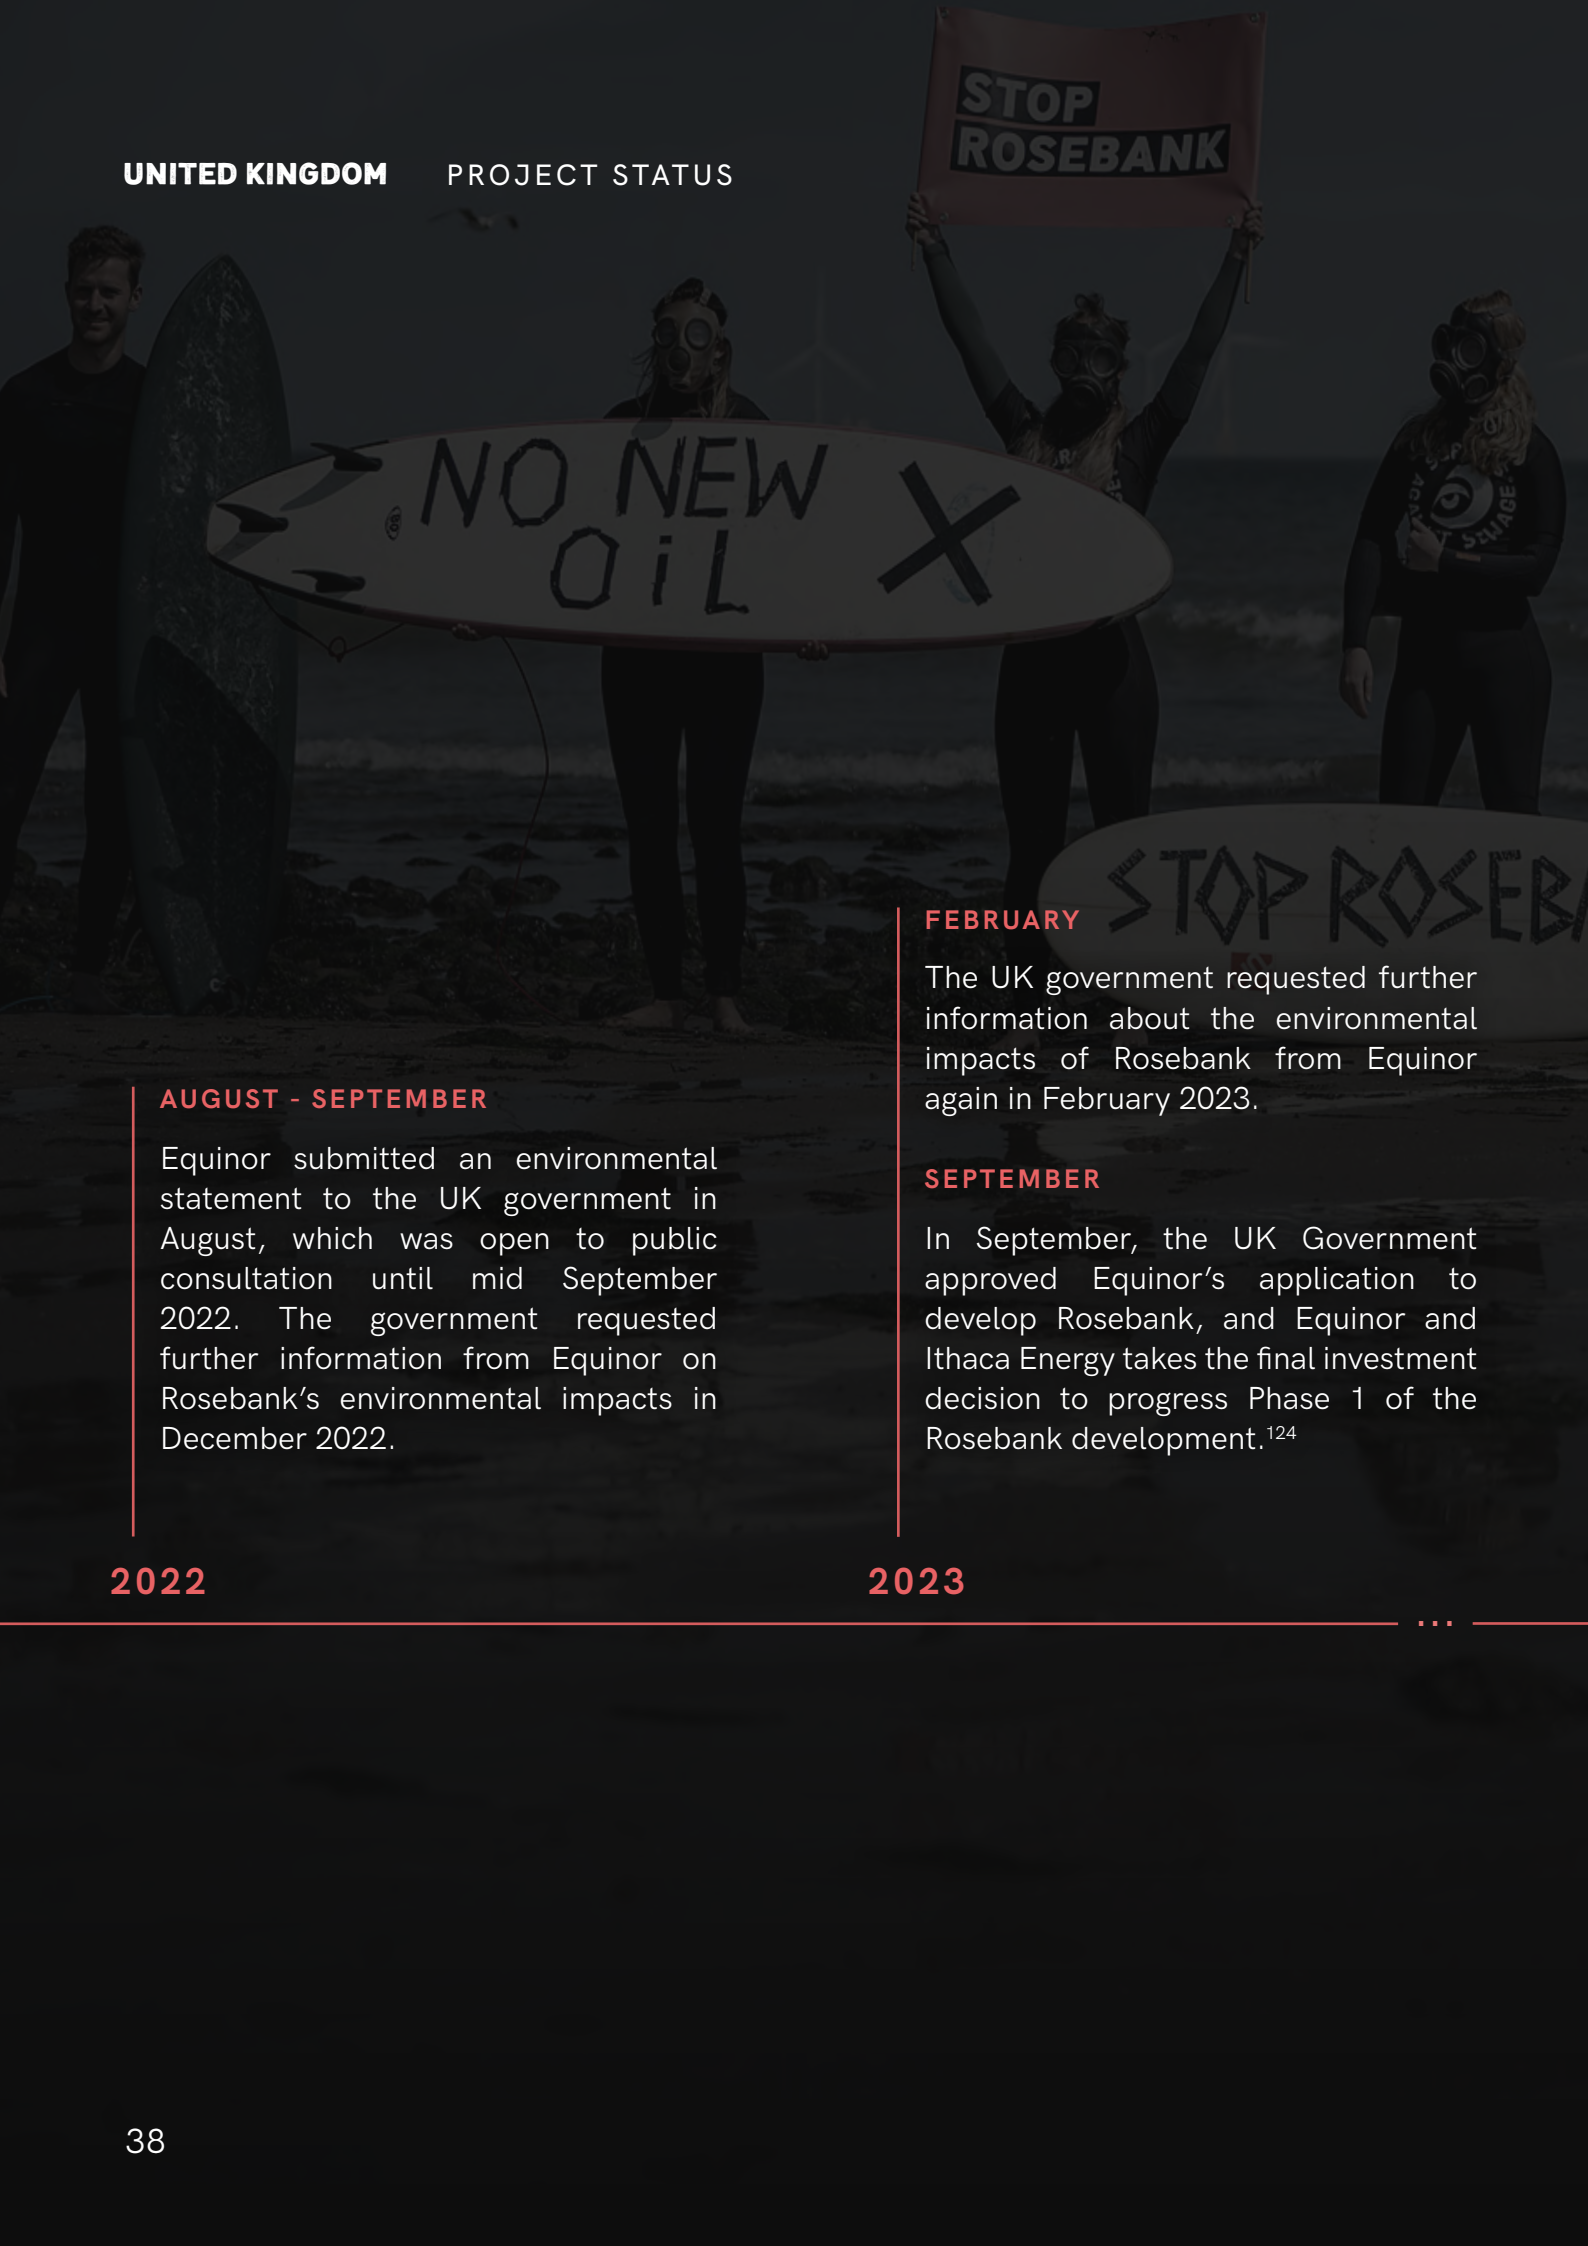 STOP
ROSEBANK
UNITED KINGDOM PROJECT STATUS
NO NEW
OiL
STOP ROSEBA
FEBRUARY
The UK government requested further
information about the environmental
impacts of Rosebank from Equinor
again in February 2023.
SEPTEMBER
In September, the UK Government
approved Equinor’s application to
develop Rosebank, and Equinor and
Ithaca Energy takes the final investment
decision to progress Phase 1 of the
Rosebank development.124
AUGUST - SEPTEMBER
Equinor submitted an environmental
statement to the UK government in
August, which was open to public
consultation until mid September
2022. The government requested
further information from Equinor on
Rosebank’s environmental impacts in
December 2022.
2022
2023
...
38